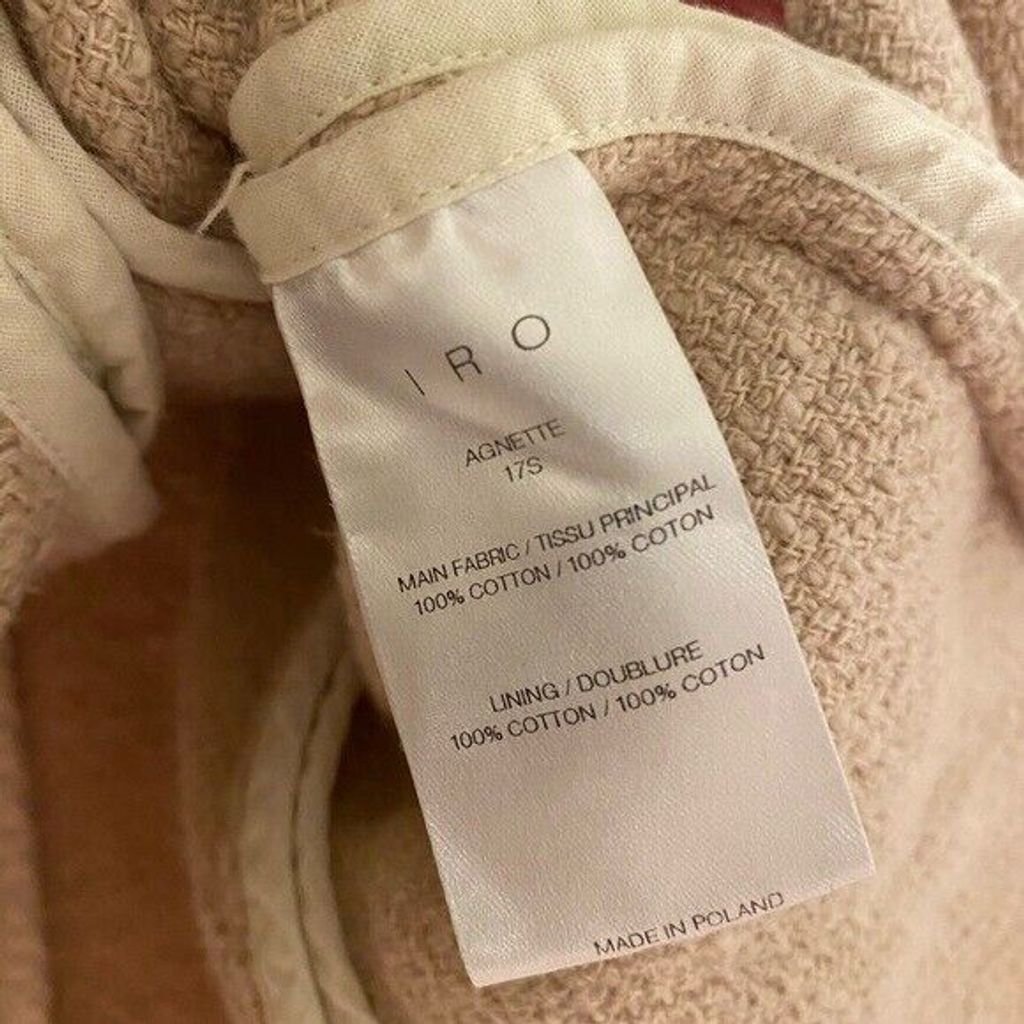 IRO
AGNETTE
17S
MAIN FABRIC / TISSU PRINCIPAL
100% COTTON / 100% COTON
LINING / DOUBLURE
100% COTTON / 100% COTON
MADE IN POLAND